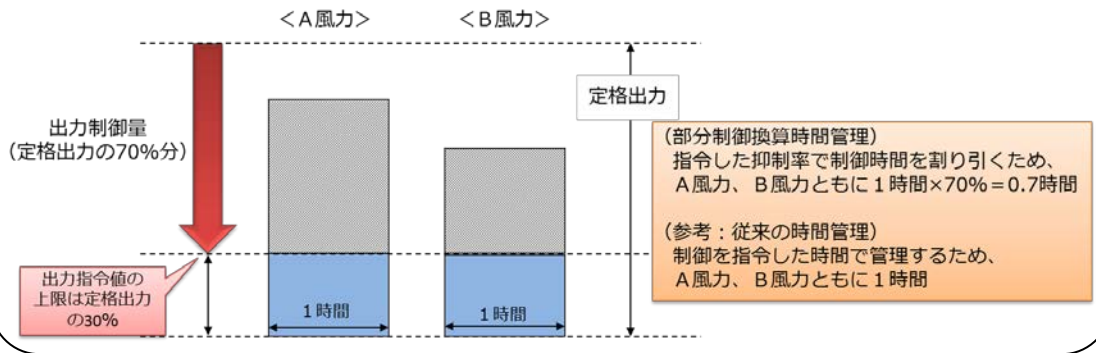 ＜Ａ風力＞
＜Ｂ風力＞
定格出力
出力制御量
（定格出力の70%分）
出力指令値の
上限は定格出力
の30%
１時間
１時間
（部分制御換算時間管理）
指令した抑制率で制御時間を割り引くため、
Ａ風力、Ｂ風力ともに１時間×70%＝0.7時間
（参考：従来の時間管理）
制御を指令した時間で管理するため、
Ａ風力、Ｂ風力ともに１時間